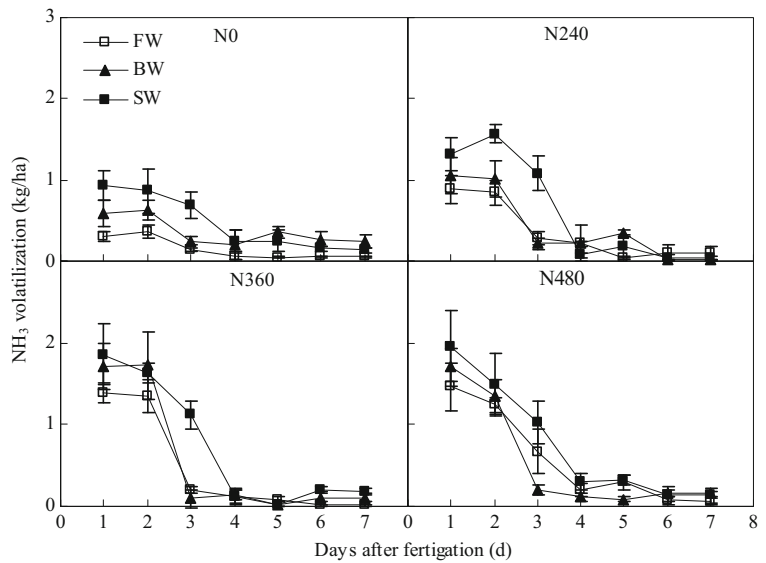 3
N0
N240
FW
BW
SW
2
1
0
N360
N480
2
1
0
NH₃ volatilization (kg/ha)
0 1 2 3 4 5 6 7 0 1 2 3 4 5 6 7 8
Days after fertigation (d)